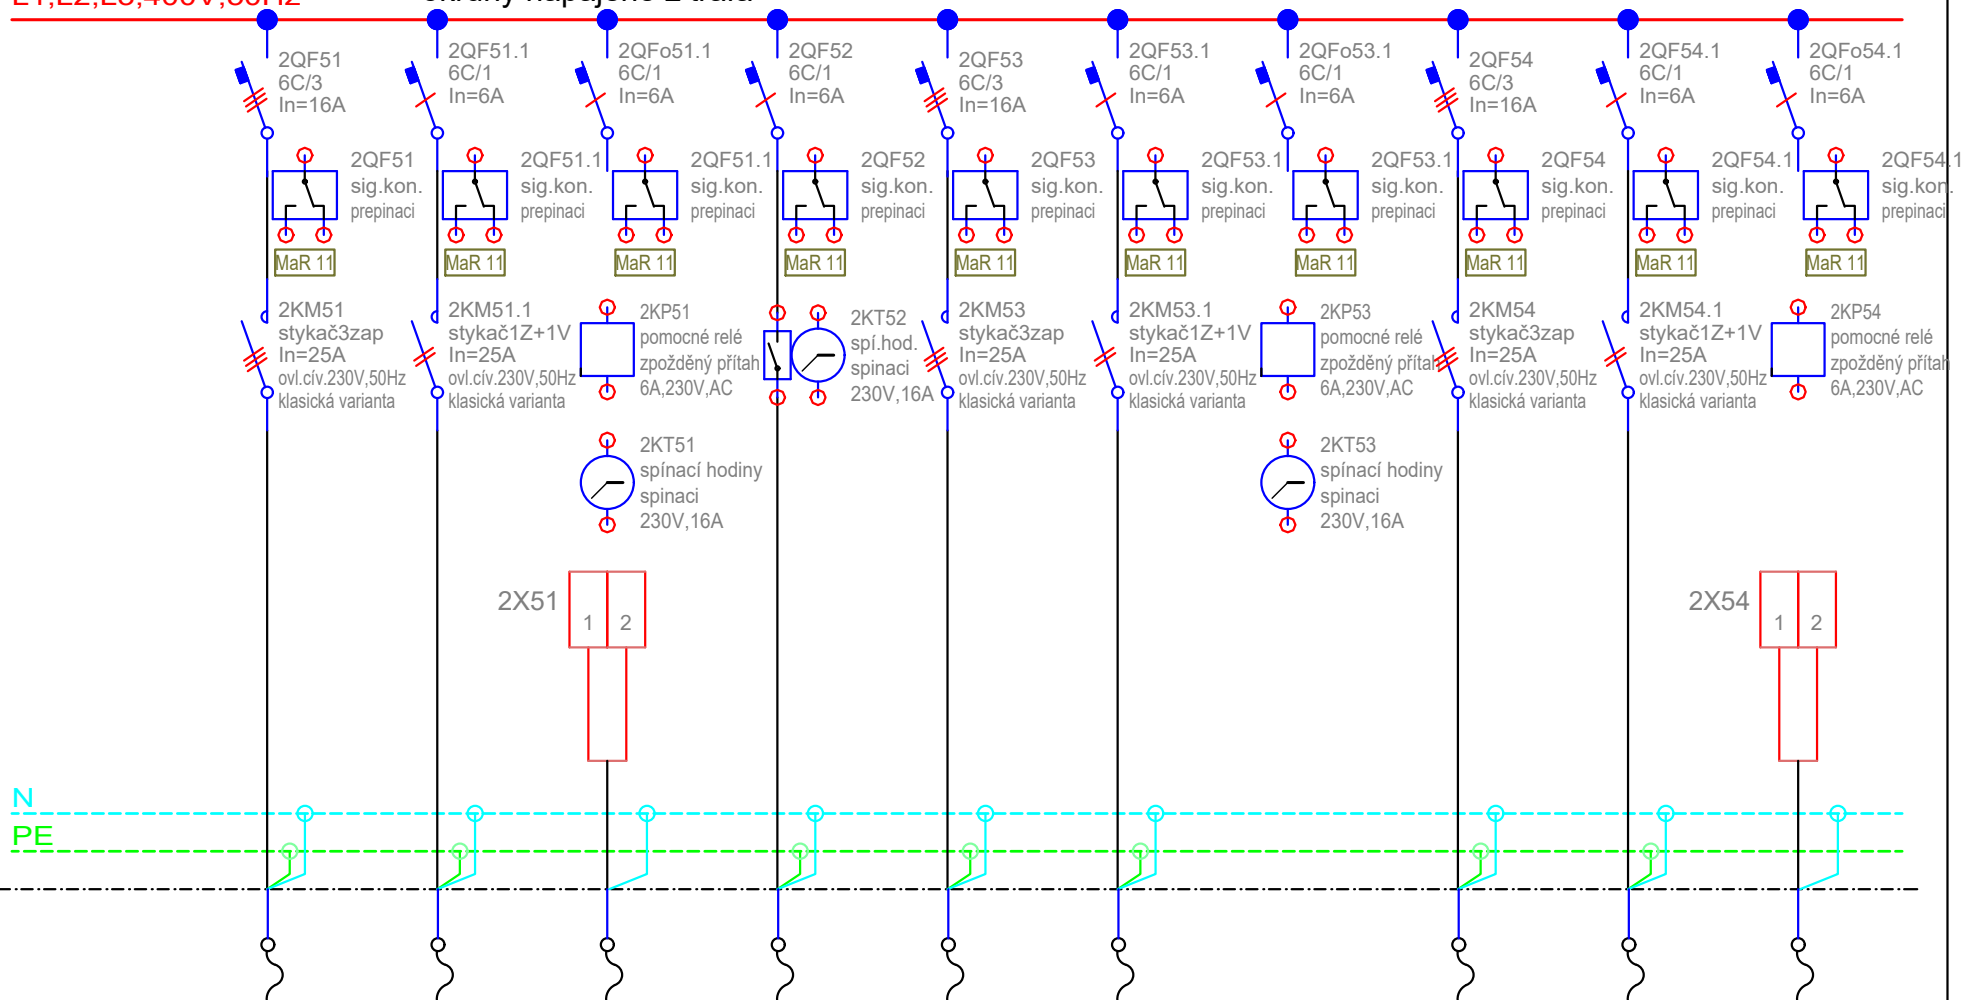 2QF51
6C/3
In=16A
2QF51.1
6C/1
In=6A
2QFo51.1
6C/1
In=6A
2QF52
6C/1
In=6A
2QF53
6C/3
In=16A
2QF53.1
6C/1
In=6A
2QFo53.1
6C/1
In=6A
2QF54
6C/3
In=16A
2QF54.1
6C/1
In=6A
2QFo54.1
6C/1
In=6A
2QF51
sig.kon.
prepinaci
MaR 11
2QF51.1
sig.kon.
prepinaci
MaR 11
2QF51.1
sig.kon.
prepinaci
MaR 11
2QF52
sig.kon.
prepinaci
MaR 11
2QF53
sig.kon.
prepinaci
MaR 11
2QF53.1
sig.kon.
prepinaci
MaR 11
2QF53.1
sig.kon.
prepinaci
MaR 11
2QF54
sig.kon.
prepinaci
MaR 11
2QF54.1
sig.kon.
prepinaci
MaR 11
2QF54.1
sig.kon.
prepinaci
MaR 11
2KM51
stykač3zap
In=25A
ovl.cív.230V,50Hz
klasická varianta
2KM51.1
stykač1Z+1V
In=25A
ovl.cív.230V,50Hz
klasická varianta
2KP51
pomocné relé
zpožděný přítah
6A,230V,AC
2KT52
spí.hod.
spinaci
230V,16A
2KM53
stykač3zap
In=25A
ovl.cív.230V,50Hz
klasická varianta
2KM53.1
stykač1Z+1V
In=25A
ovl.cív.230V,50Hz
klasická varianta
2KP53
pomocné relé
zpožděný přítah
6A,230V,AC
2KM54
stykač3zap
In=25A
ovl.cív.230V,50Hz
klasická varianta
2KM54.1
stykač1Z+1V
In=25A
ovl.cív.230V,50Hz
klasická varianta
2KP54
pomocné relé
zpožděný přítah
6A,230V,AC
2KT51
spínací hodiny
spinaci
230V,16A
2KT53
spínací hodiny
spinaci
230V,16A
2X51
1 2
2X54
1 2
N
PE